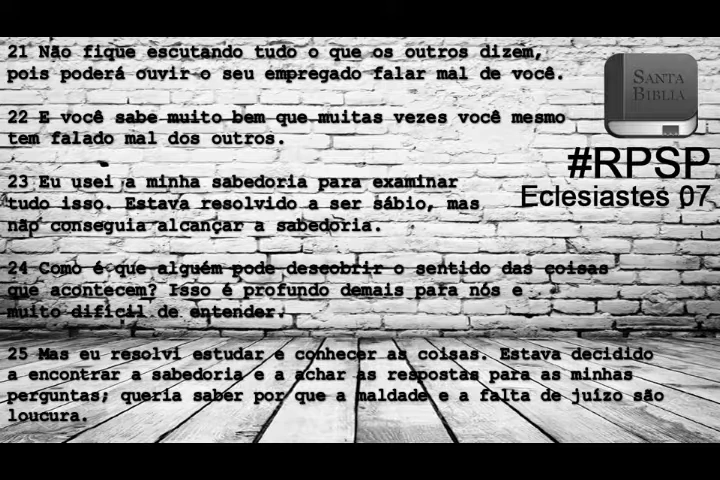 21 Não fique escutando tudo o que os outros dizem,
pois poderá ouvir o seu empregado falar mal de você.
22 E você sabe muito bem que muitas vezes você mesmo
tem falado mal dos outros.
23 Eu usei a minha sabedoria para examinar
tudo isso. Estava resolvido a ser sábio, mas
não conseguia alcançar a sabedoria.
24 Como é que alguém pode descobrir o sentido das coisas
que acontecem? Isso é profundo demais para nós e
muito difícil de entender.
25 Mas eu resolvi estudar e conhecer as coisas. Estava decidido
a encontrar a sabedoria e a achar as respostas para as minhas
perguntas; queria saber por que a maldade e a falta de juízo são
loucura.
SANTA
BIBLIA
#RPSP
Eclesiastes 07